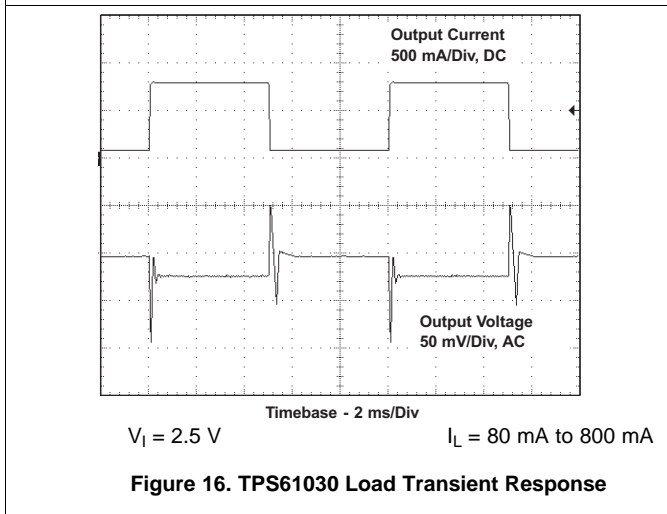 Output Current
500 mA/Div, DC
Output Voltage
50 mV/Div, AC
Timebase - 2 ms/Div
V_I = 2.5 V
I_L = 80 mA to 800 mA
Figure 16. TPS61030 Load Transient Response